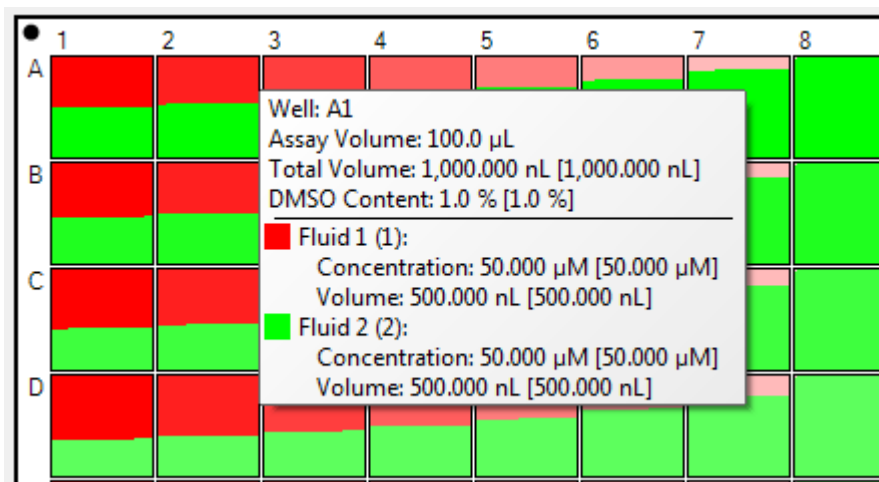 1 2 3 4 5 6 7 8
A
Well: A1
Assay Volume: 100.0 µL
Total Volume: 1,000.000 nL [1,000.000 nL]
B
DMSO Content: 1.0 % [1.0 %]
Fluid 1 (1):
C
Concentration: 50.000 µM [50.000 µM]
Volume: 500.000 nL [500.000 nL]
Fluid 2 (2):
Concentration: 50.000 µM [50.000 µM]
D
Volume: 500.000 nL [500.000 nL]